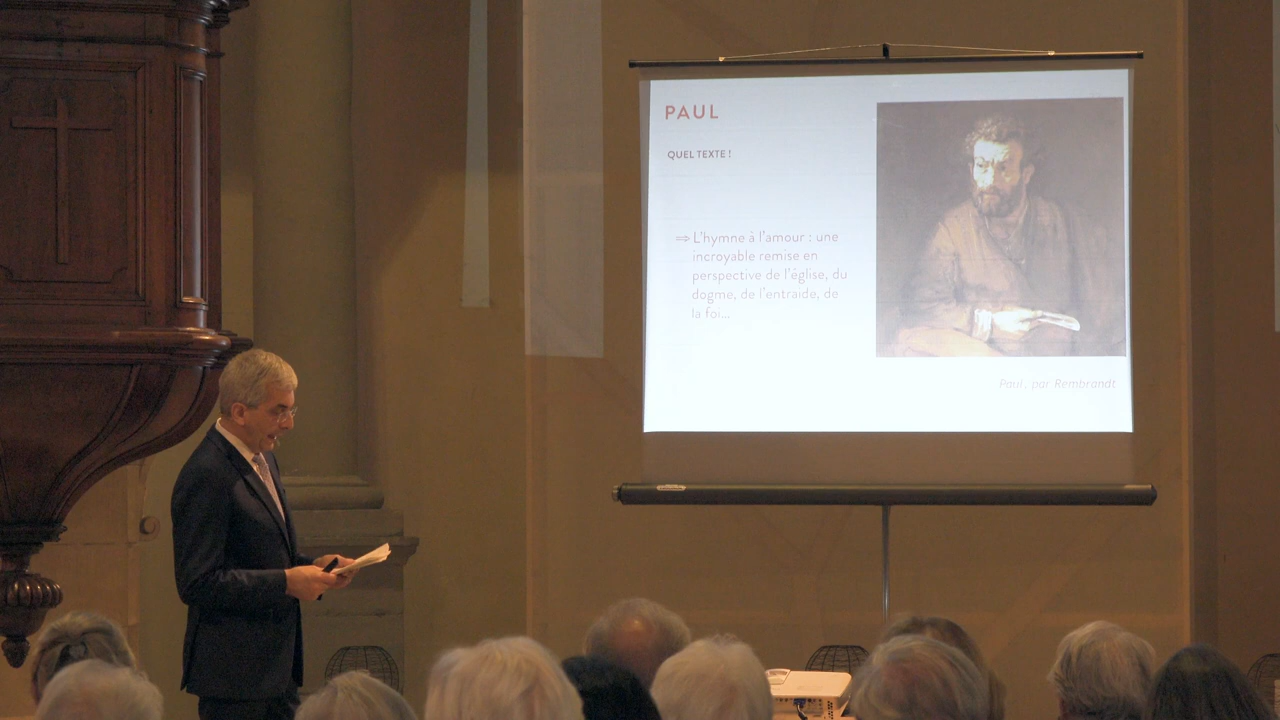 PAUL
QUEL TEXTE !
⇒ L'hymne à l'amour : une
incroyable remise en
perspective de l'église, du
dogme, de l'entraide, de
la foi...
Paul, par Rembrandt